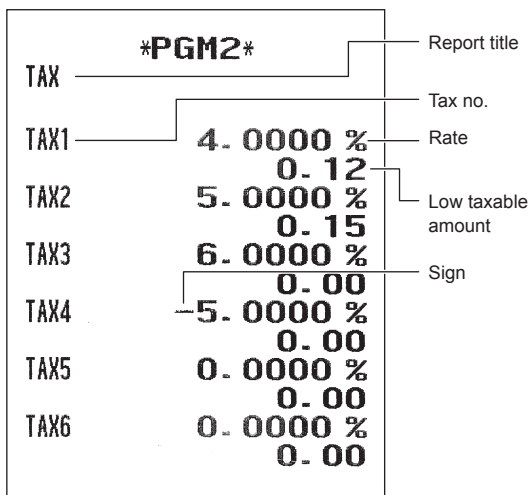 *PGM2*
Report title
TAX
Tax no.
TAX1 4.0000 % Rate
0.12
TAX2 5.0000 % Low taxable
0.15 amount
TAX3 6.0000 %
0.00 Sign
TAX4 -5.0000 %
0.00
TAX5 0.0000 %
0.00
TAX6 0.0000 %
0.00